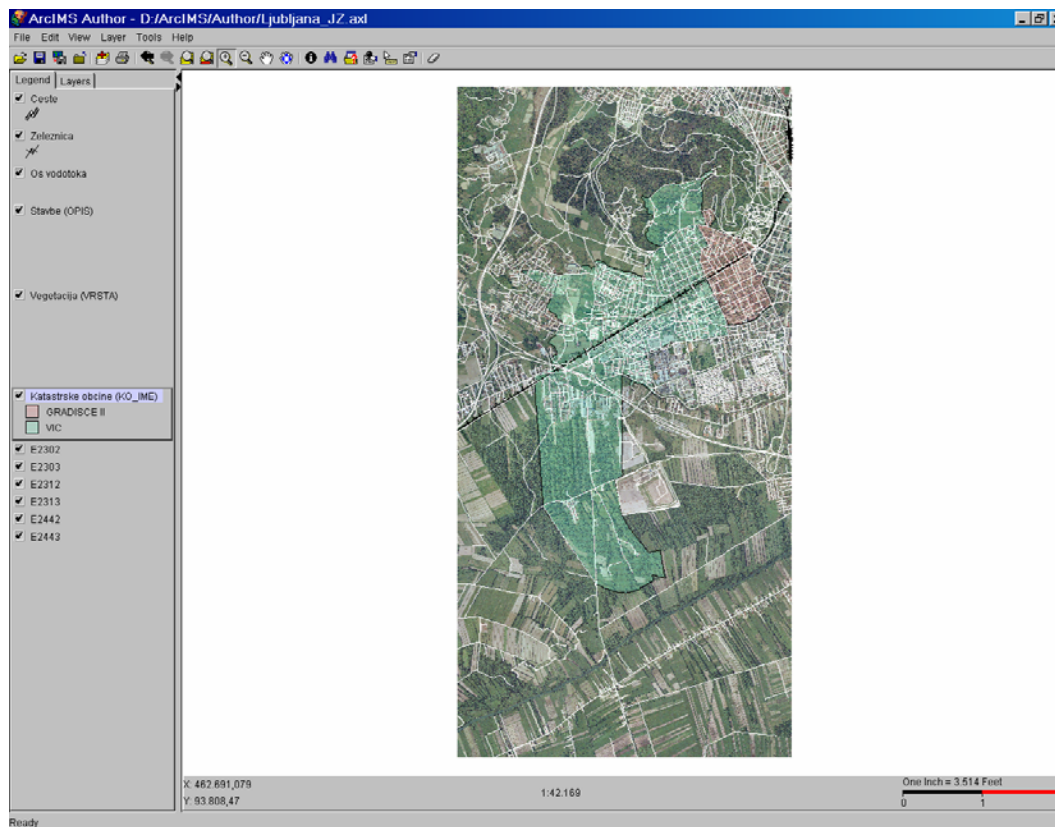 ArcIMS Author - D:/ArcIMS/Author/Ljubljana_JZ.axl
File Edit View Layer Tools Help
Legend Layers
Ceste
Zeleznica
Os vodotoka
Stavbe (OPIS)
Vegetacija (VRSTA)
Katastrske obcine (KO_IME)
GRADISCE II
VIC
E2302
E2303
E2312
E2313
E2442
E2443
X: 462.691,079
Y: 93.808,47
1:42.169
One Inch = 3.514 Feet
0 1
Ready